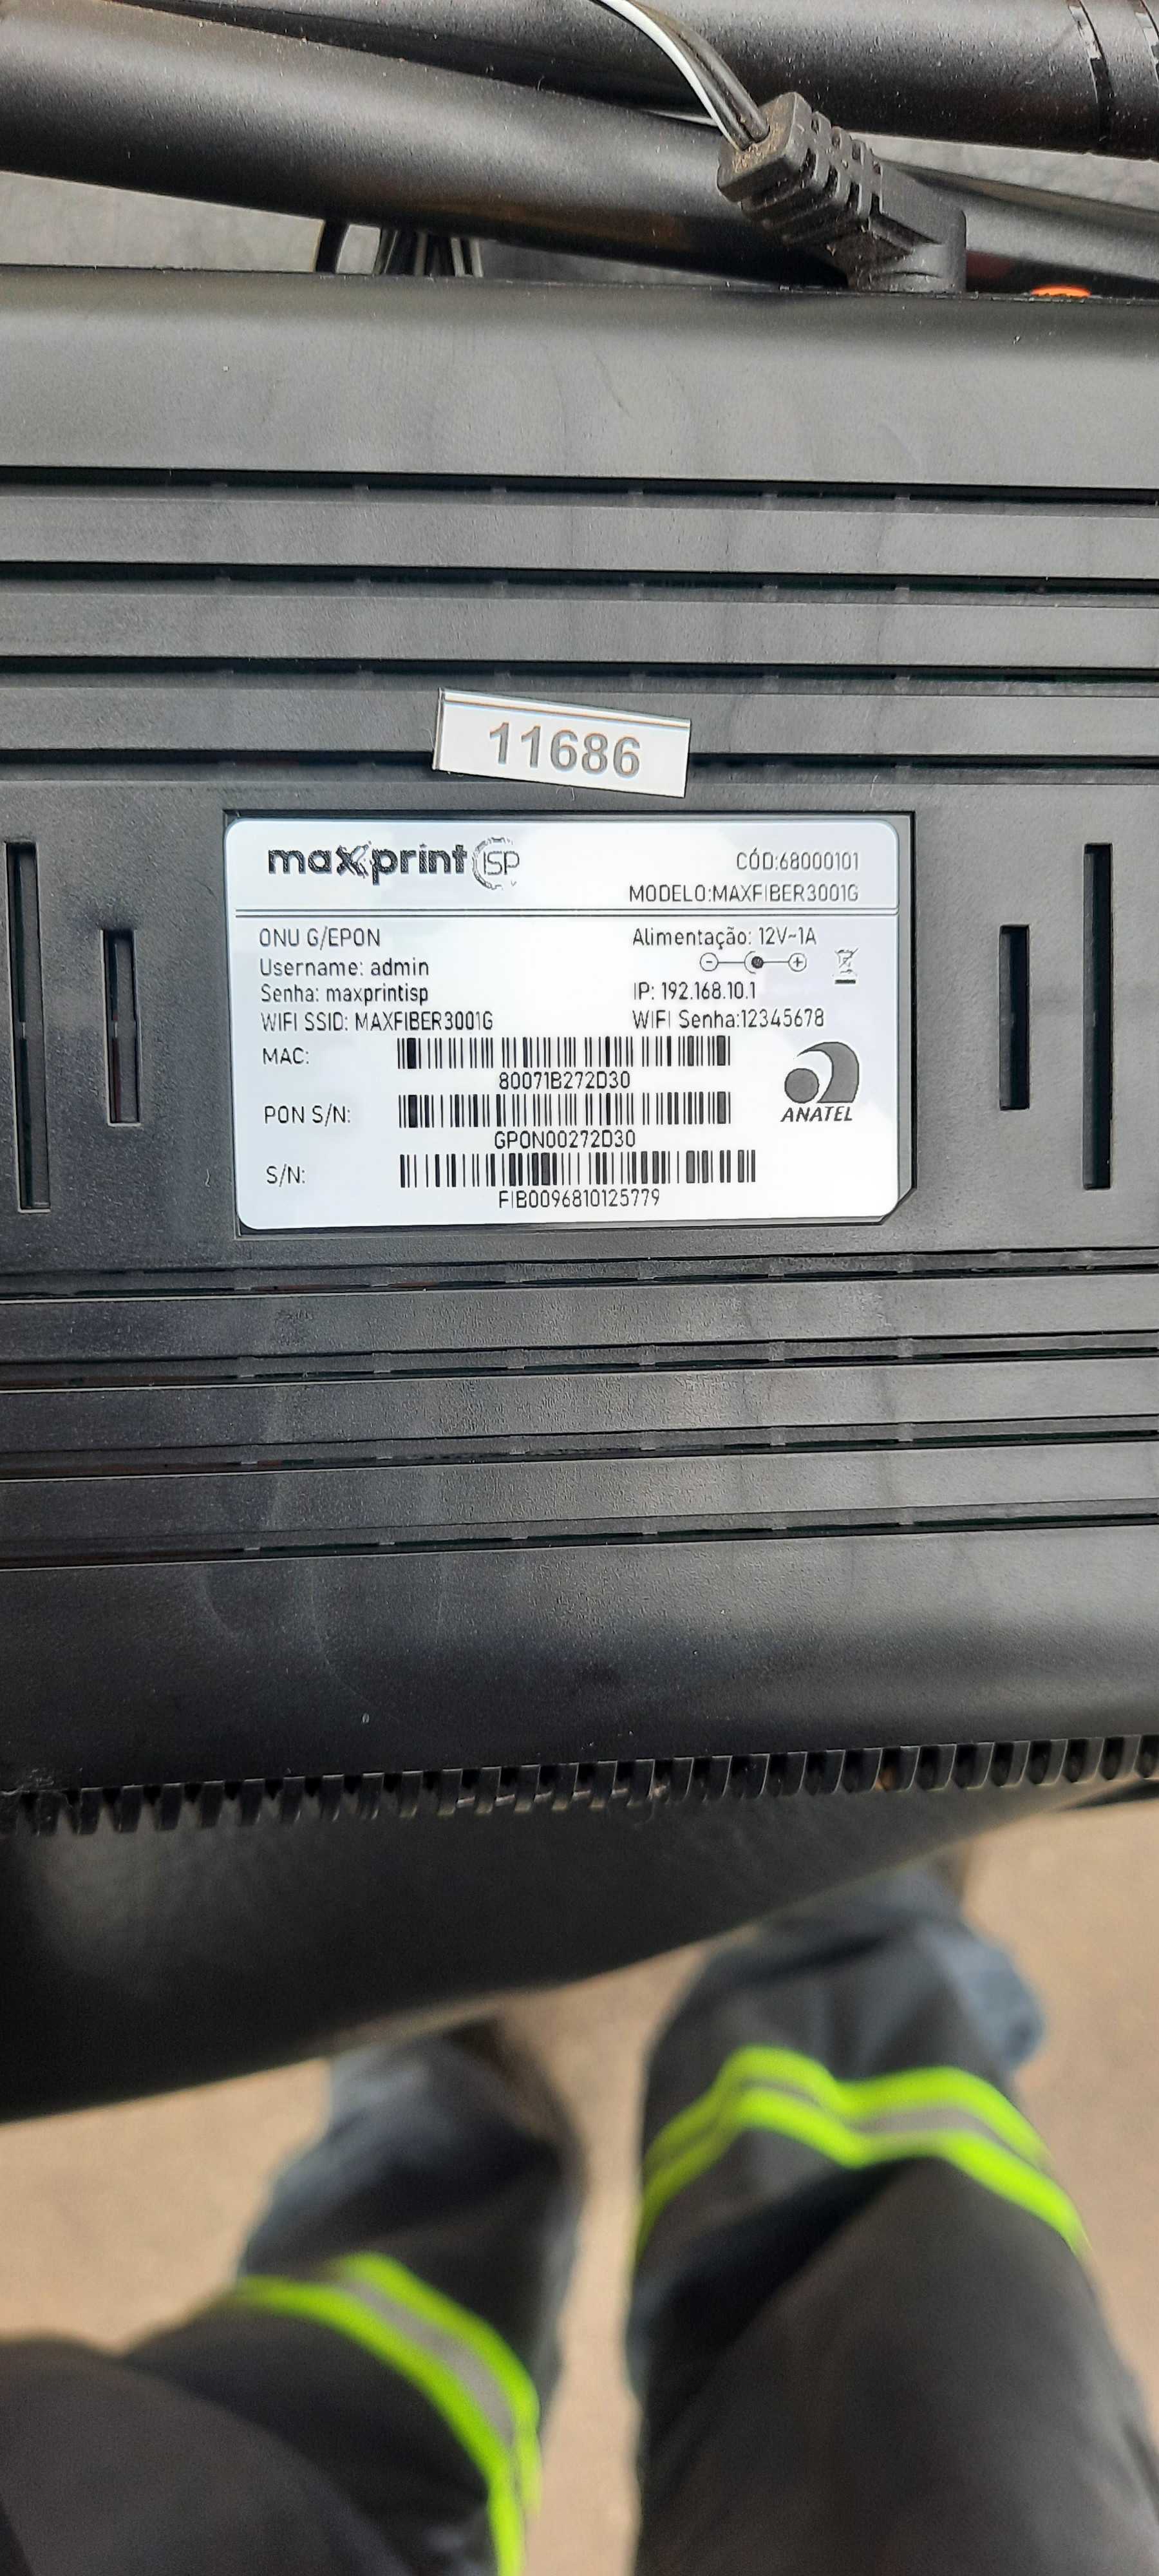 11686
maxprint ISP
CÓD:68000101
MODELO:MAXFIBER3001G
ONU G/EPON
Username: admin
Senha: maxprintisp
WIFI SSID: MAXFIBER3001G
Alimentação: 12V~1A
IP: 192.168.10.1
WIFI Senha:12345678
MAC:
80071B272D30
PON S/N:
GPON00272D30
S/N:
FIB0096810125779
ANATEL